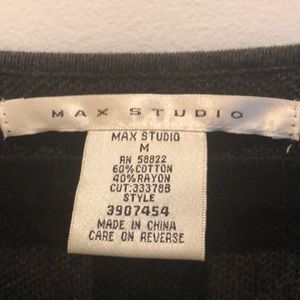 MAX STUDIO
MAX STUDIO
M
RN 58822
60%COTTON
40%RAYON
CUT:33378B
STYLE
3907454
MADE IN CHINA
CARE ON REVERSE